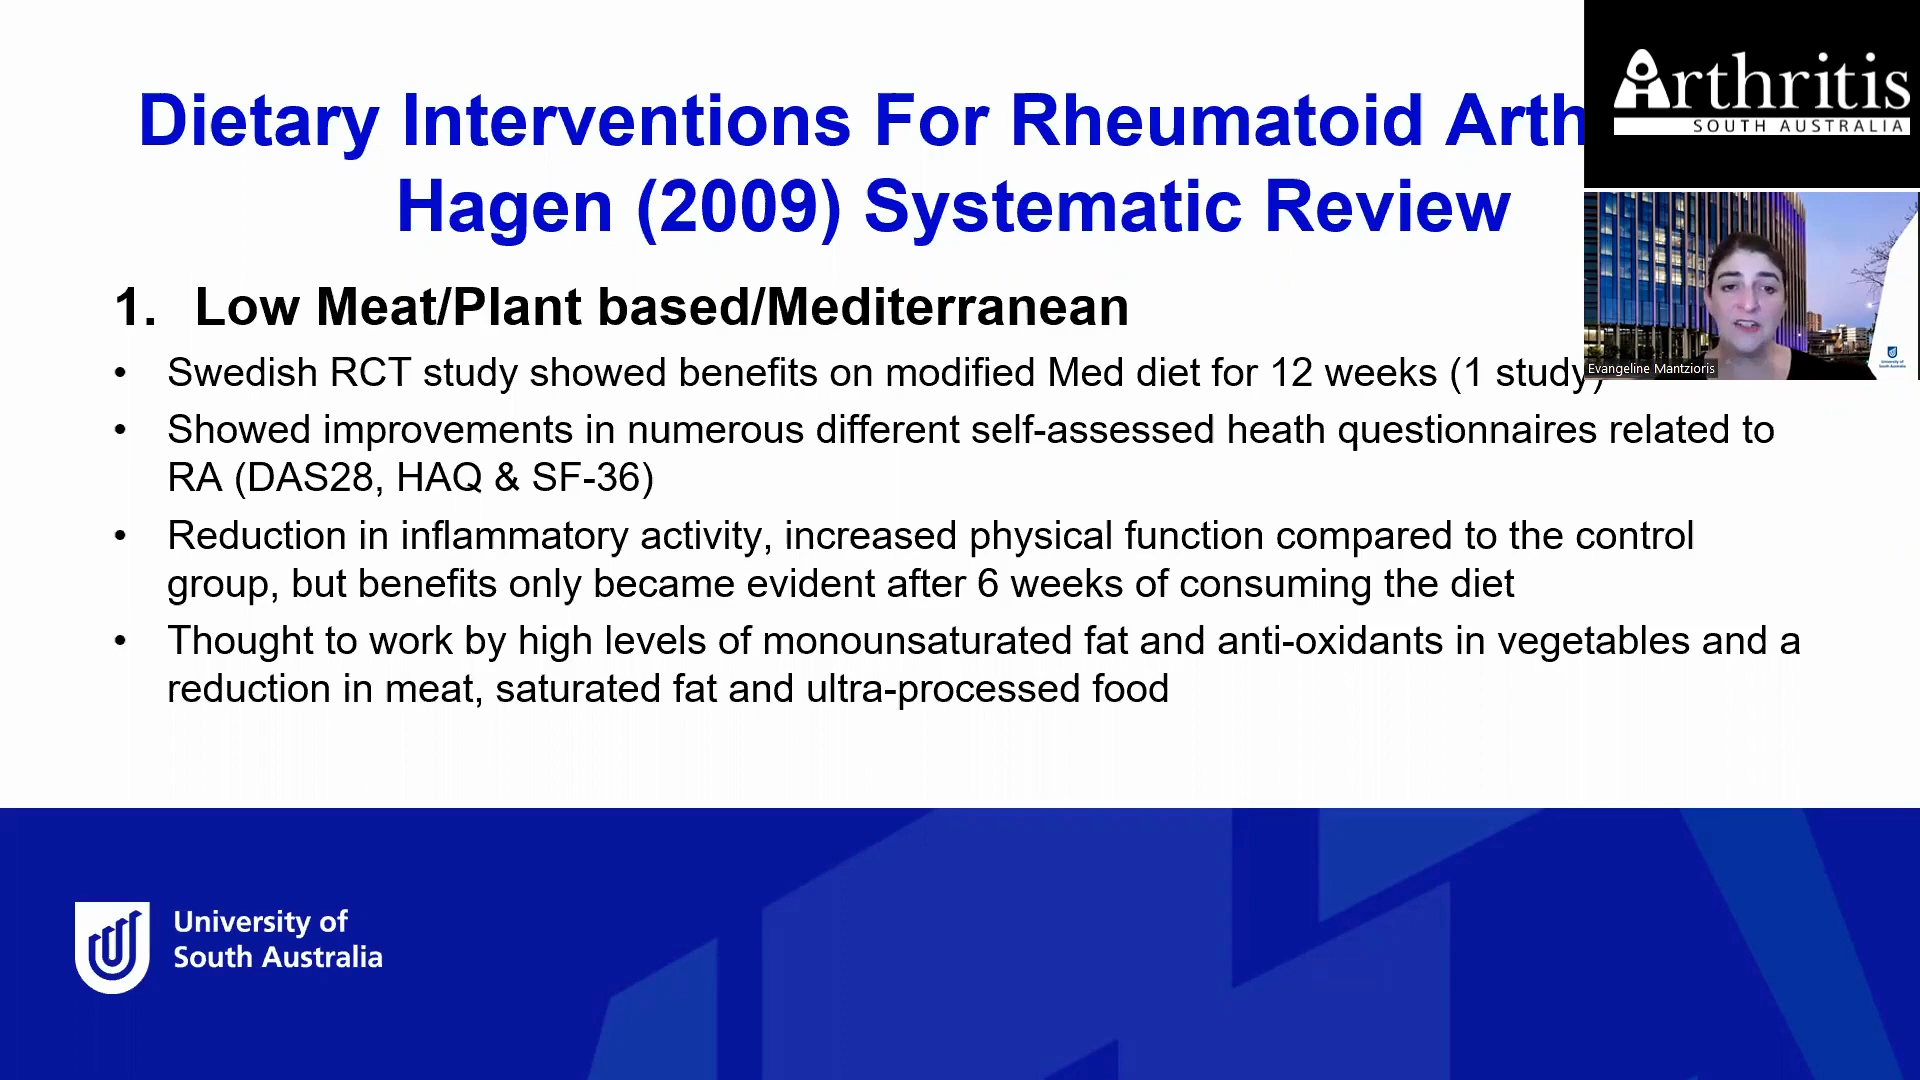 Dietary Interventions For Rheumatoid Arth
Hagen (2009) Systematic Review
1. Low Meat/Plant based/Mediterranean
• Swedish RCT study showed benefits on modified Med diet for 12 weeks (1 study)
• Showed improvements in numerous different self-assessed heath questionnaires related to
RA (DAS28, HAQ & SF-36)
• Reduction in inflammatory activity, increased physical function compared to the control
group, but benefits only became evident after 6 weeks of consuming the diet
• Thought to work by high levels of monounsaturated fat and anti-oxidants in vegetables and a
reduction in meat, saturated fat and ultra-processed food
Arthritis
SOUTH AUSTRALIA
Evangeline Mantzioris
University of
South Australia
University of
South Australia